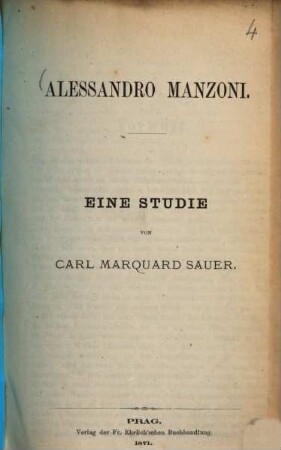 4
ALESSANDRO MANZONI.
EINE STUDIE
VON
CARL MARQUARD SAUER.
PRAG.
Verlag der Fr. Ehrlich'schen Buchhandlung.
1871.